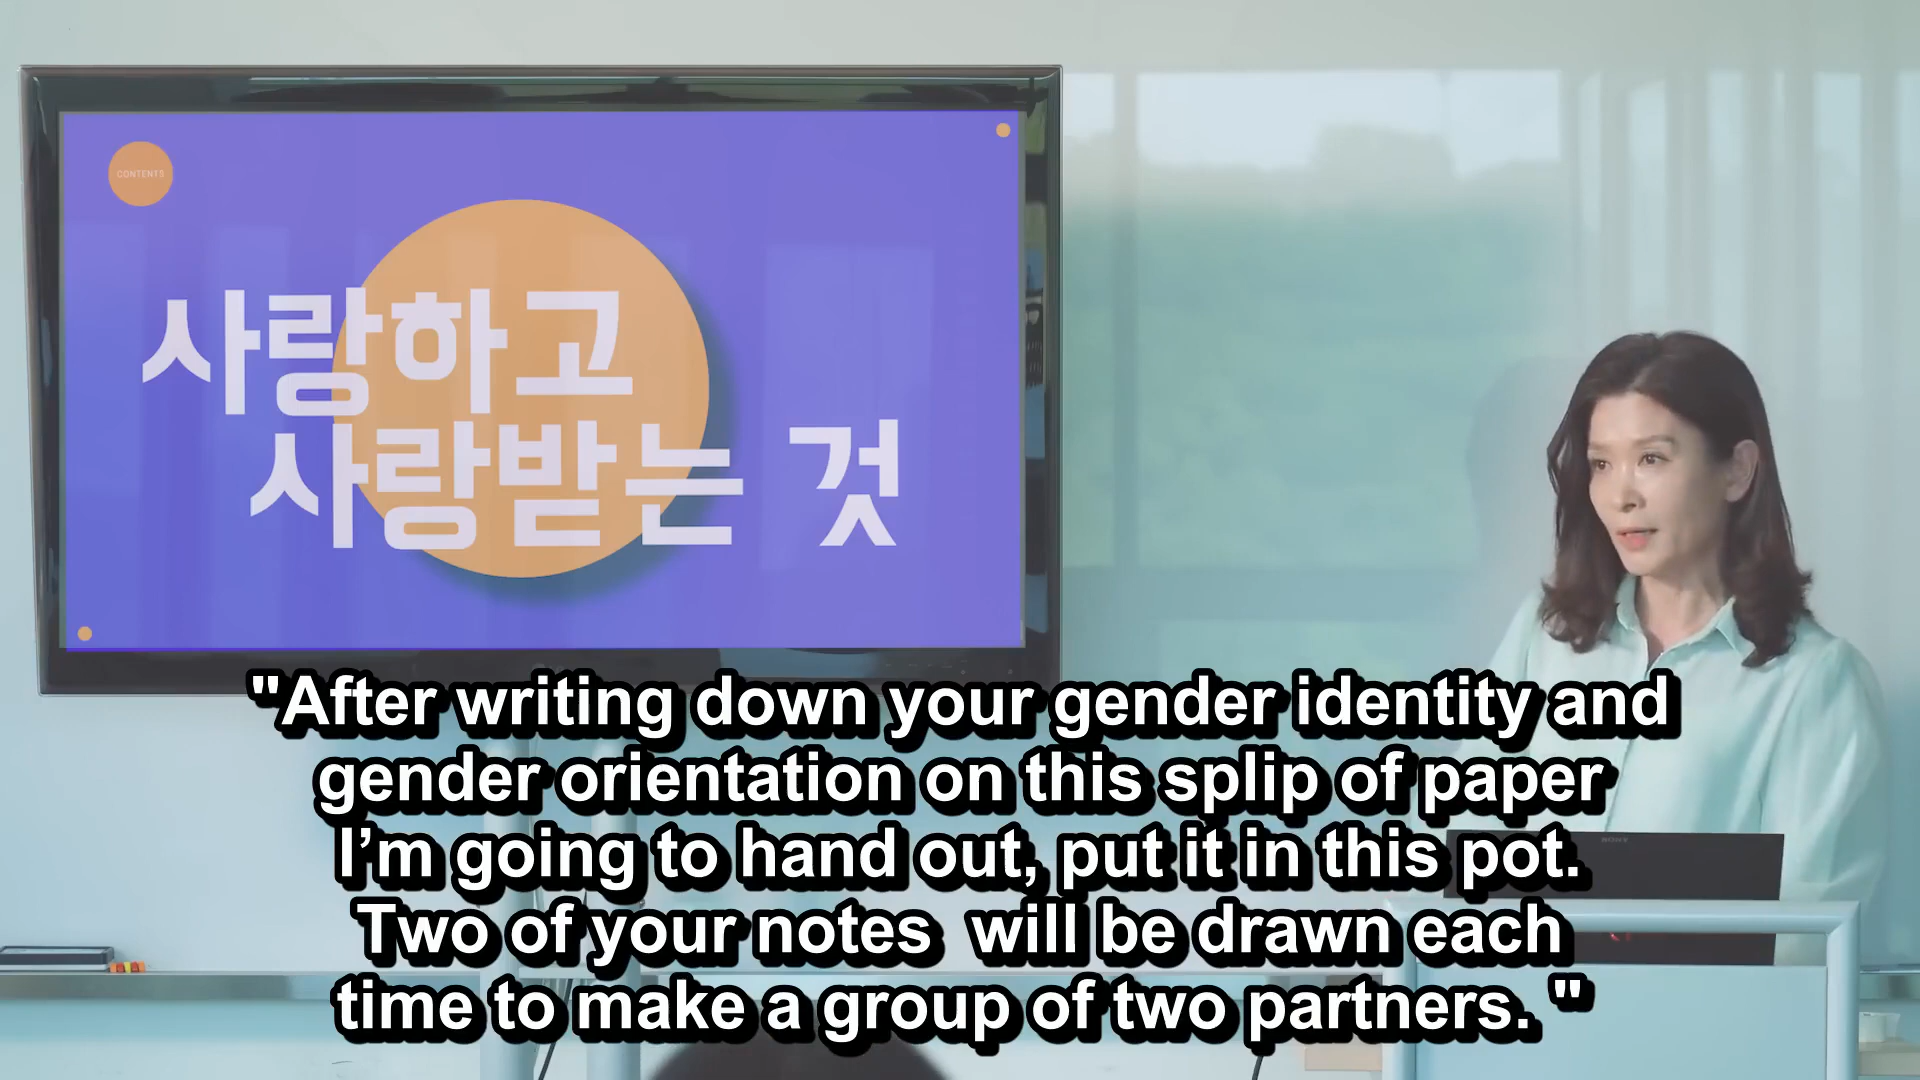 CONTENTS
사랑하고
사랑받는 것
SONY
"After writing down your gender identity and
gender orientation on this splip of paper
I’m going to hand out, put it in this pot.
Two of your notes  will be drawn each
time to make a group of two partners. "